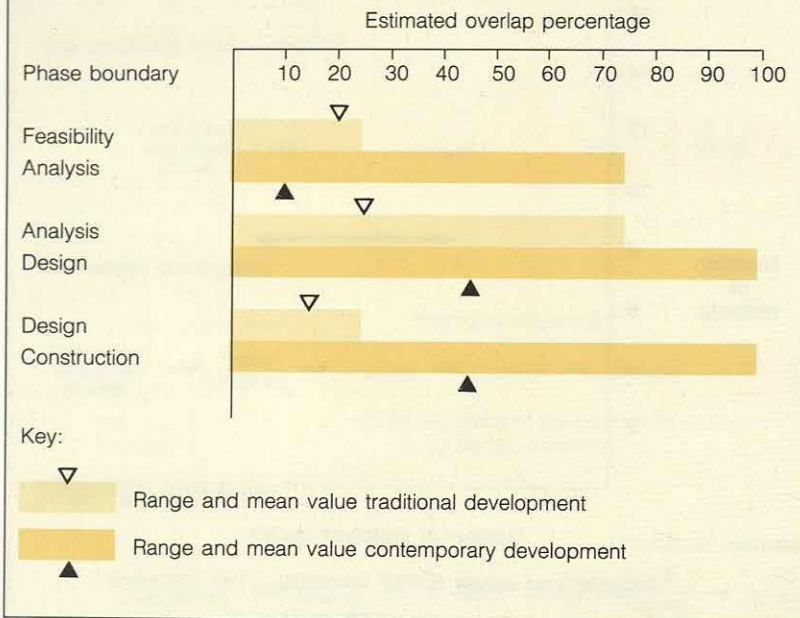 Estimated overlap percentage
Phase boundary 10 20 30 40 50 60 70 80 90 100
Feasibility
Analysis
Analysis
Design
Design
Construction
Key:
Range and mean value traditional development
Range and mean value contemporary development